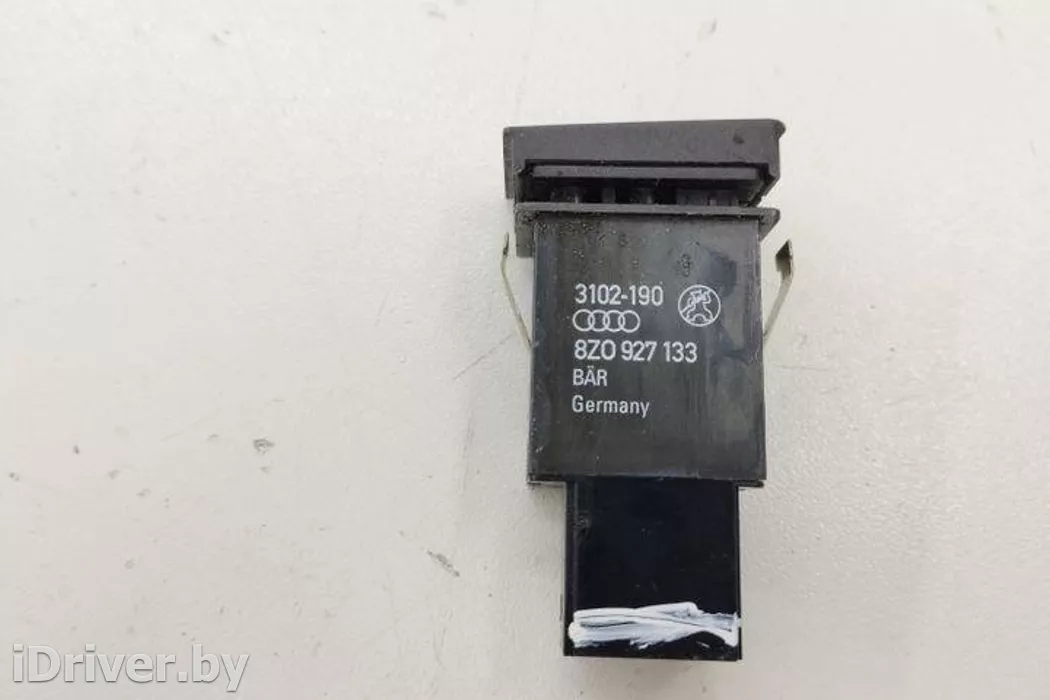 3102-190
8Z0 927 133
BÄR
Germany
iDriver.by